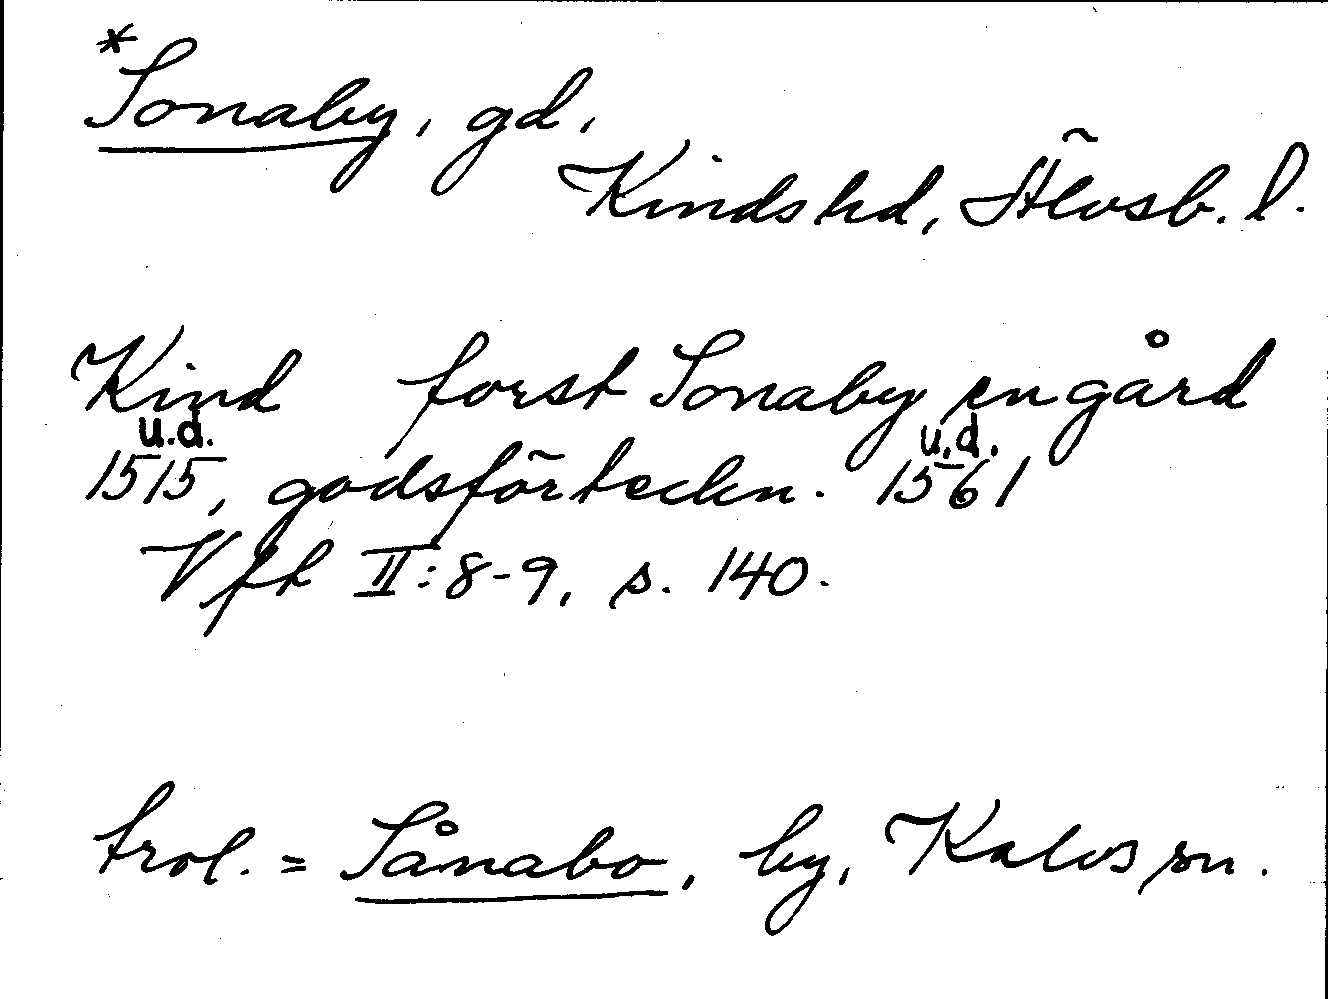 *Sonaby, gd,
Kinds hd, Älvsb. l.
Kind forst Sonaby en gård
u.d. u.d.
1515, godsförteckn. 1561
Vfh II:8-9, s. 140.
trol. = Sånabo, by, Kalvs sn.